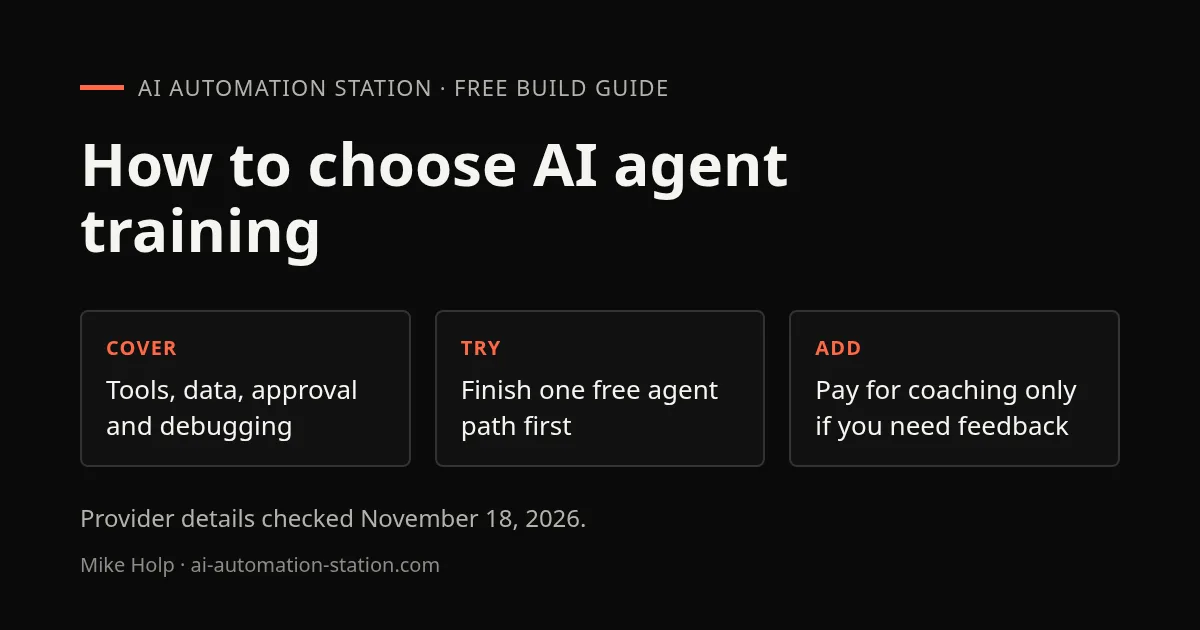 AI AUTOMATION STATION · FREE BUILD GUIDE
How to choose AI agent
training
COVER
Tools, data, approval
and debugging
TRY
Finish one free agent
path first
ADD
Pay for coaching only
if you need feedback
Provider details checked November 18, 2026.
Mike Holp · ai-automation-station.com